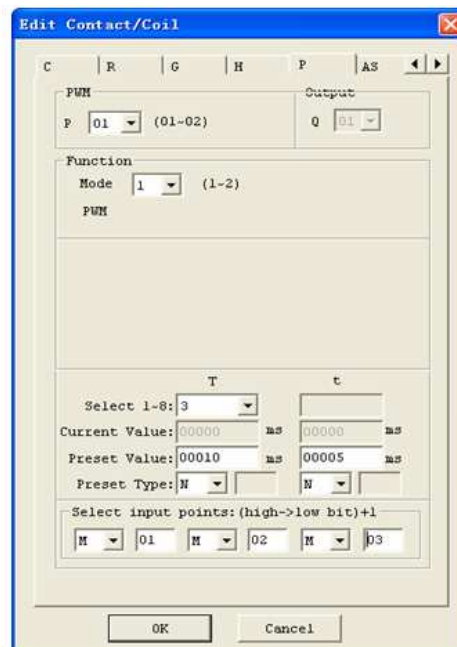 Edit Contact/Coil
C R G H P AS
PWM Output
P 01 (01~02) Q 01
Function
Mode 1 (1-2)
PWM
T t
Select 1-8: 3
Current Value: 00000 ms 00000 ms
Preset Value: 00010 ms 00005 ms
Preset Type: N N
Select input points:(high->low bit)+1
M 01 M 02 M 03
OK Cancel